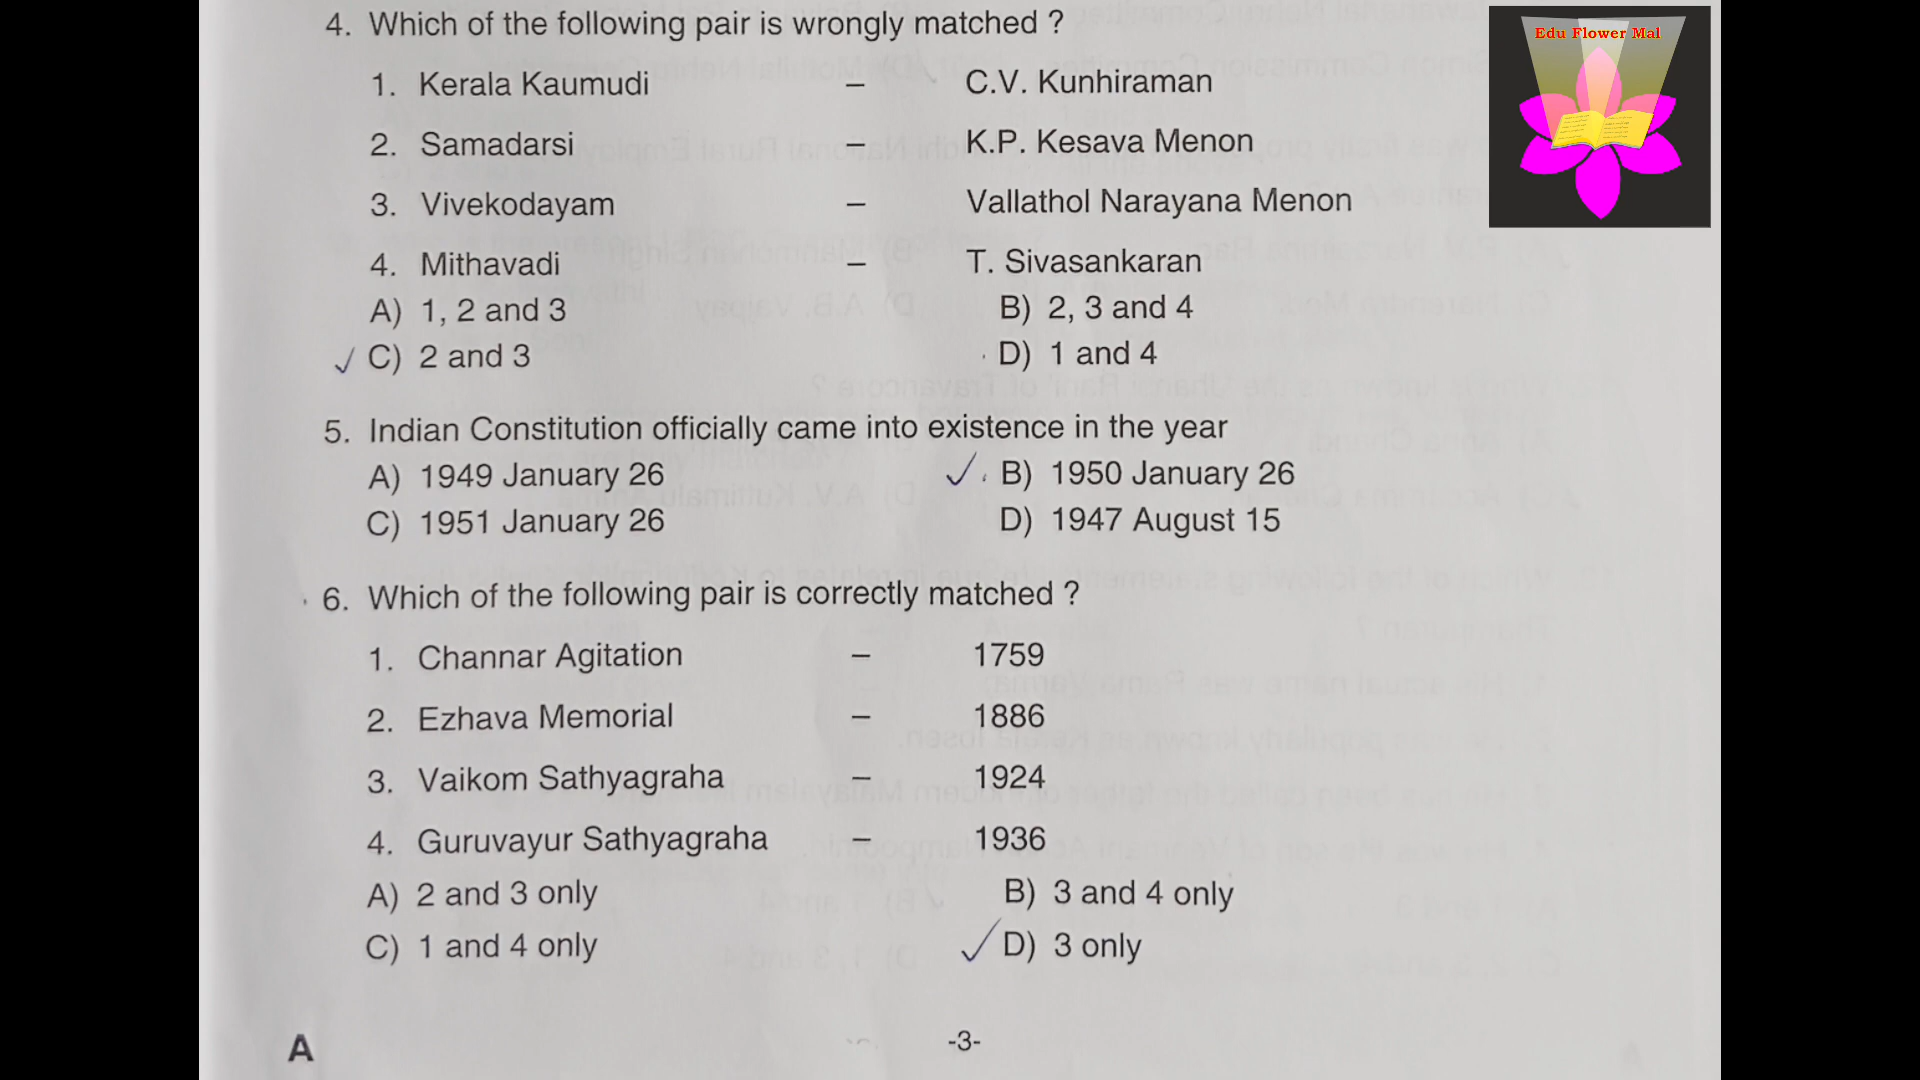 Edu Flower Mal
4. Which of the following pair is wrongly matched ?
1. Kerala Kaumudi – C.V. Kunhiraman
2. Samadarsi – K.P. Kesava Menon
3. Vivekodayam – Vallathol Narayana Menon
4. Mithavadi – T. Sivasankaran
A) 1, 2 and 3 B) 2, 3 and 4
C) 2 and 3 D) 1 and 4
5. Indian Constitution officially came into existence in the year
A) 1949 January 26 B) 1950 January 26
C) 1951 January 26 D) 1947 August 15
6. Which of the following pair is correctly matched ?
1. Channar Agitation – 1759
2. Ezhava Memorial – 1886
3. Vaikom Sathyagraha – 1924
4. Guruvayur Sathyagraha – 1936
A) 2 and 3 only B) 3 and 4 only
C) 1 and 4 only D) 3 only
A -3-